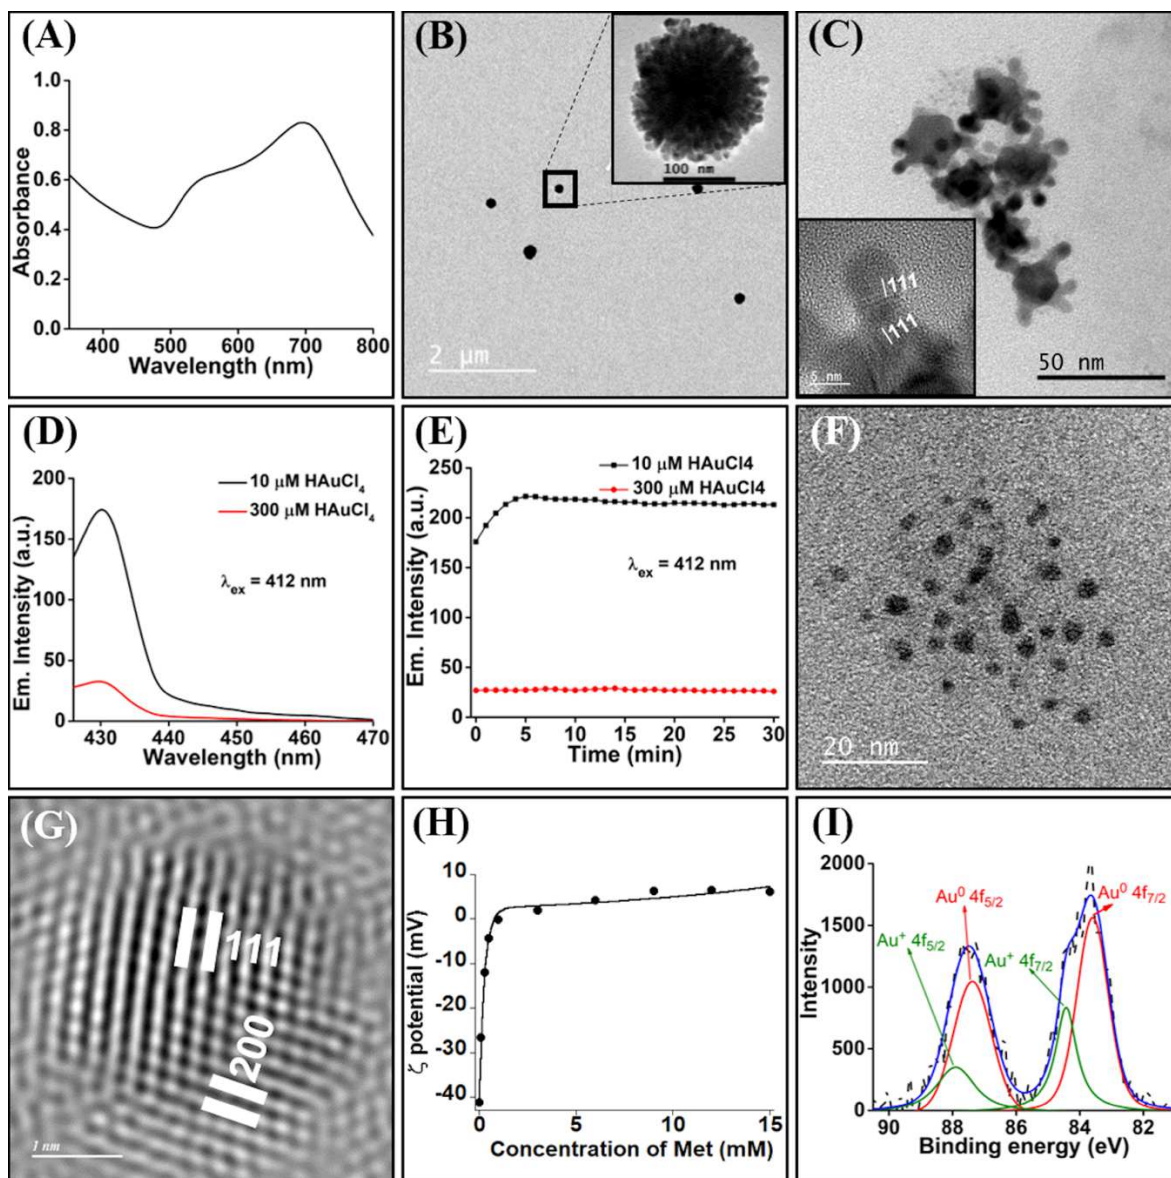 (A)
Absorbance
1.0
0.8
0.6
0.4
0.2
0.0
400 500 600 700 800
Wavelength (nm)
(B)
100 nm
2 μm
(C)
111
111
5 nm
50 nm
(D)
Em. Intensity (a.u.)
200
150
100
50
0
10 μM HAuCl₄
300 μM HAuCl₄
λex = 412 nm
430 440 450 460 470
Wavelength (nm)
(E)
Em. Intensity (a.u.)
250
200
150
100
50
0
10 μM HAuCl4
300 μM HAuCl4
λex = 412 nm
0 5 10 15 20 25 30
Time (min)
(F)
20 nm
(G)
111
200
1 nm
(H)
ζ potential (mV)
10
0
-10
-20
-30
-40
0 5 10 15
Concentration of Met (mM)
(I)
Intensity
2000
1500
1000
500
0
Au⁰ 4f5/2
Au⁰ 4f7/2
Au⁺ 4f5/2
Au⁺ 4f7/2
90 88 86 84 82
Binding energy (eV)